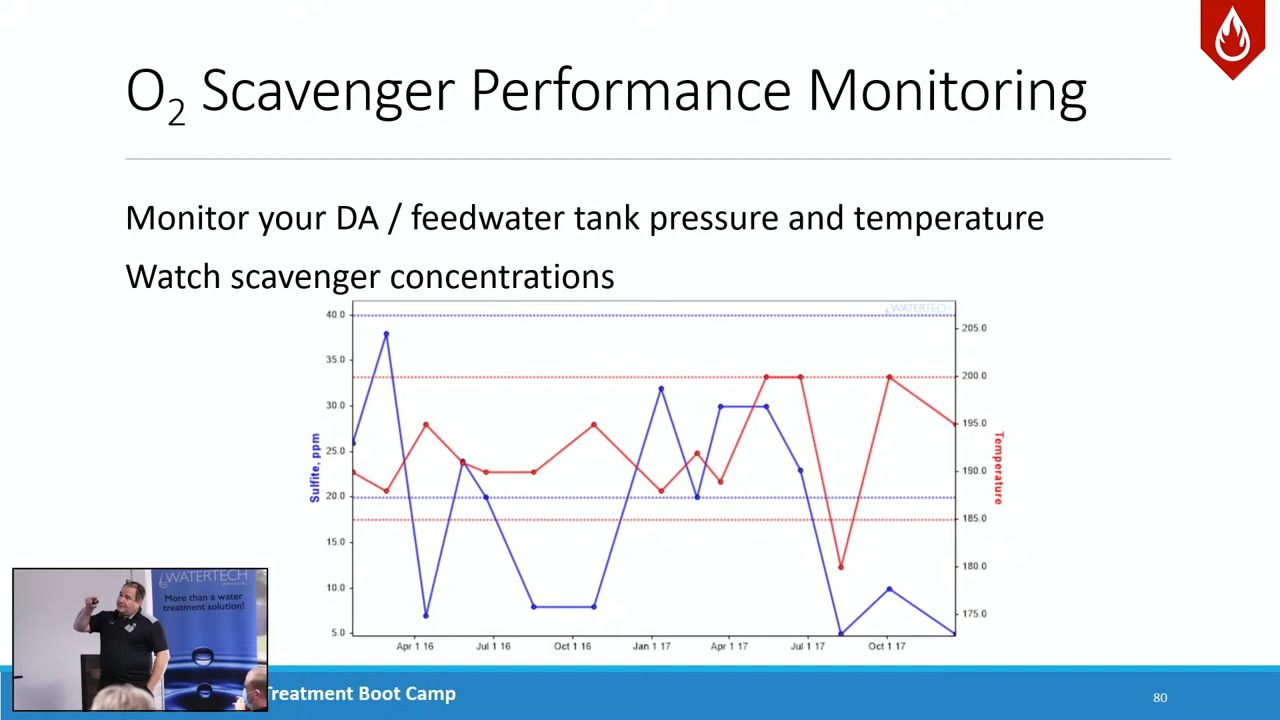 O2 Scavenger Performance Monitoring
Monitor your DA / feedwater tank pressure and temperature
Watch scavenger concentrations
WATERTECH
40.0
35.0
30.0
25.0
20.0
15.0
10.0
5.0
Sulfite, ppm
205.0
200.0
195.0
190.0
185.0
180.0
175.0
Temperature
Apr 1 16
Jul 1 16
Oct 1 16
Jan 1 17
Apr 1 17
Jul 1 17
Oct 1 17
WATERTECH
More than a water
treatment solution!
Treatment Boot Camp
80